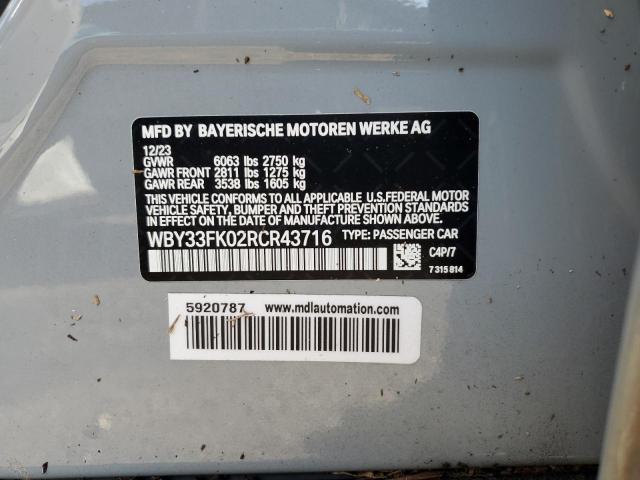 MFD BY BAYERISCHE MOTOREN WERKE AG
12/23
GVWR 6063 lbs 2750 kg
GAWR FRONT 2811 lbs 1275 kg
GAWR REAR 3538 lbs 1605 kg
THIS VEHICLE CONFORMS TO ALL APPLICABLE U.S.FEDERAL MOTOR
VEHICLE SAFETY, BUMPER AND THEFT PREVENTION STANDARDS
IN EFFECT ON THE DATE OF MANUFACTURE SHOWN ABOVE.
WBY33FK02RCR43716 TYPE: PASSENGER CAR
C4P/7
7 315 814
5920787 www.mdlautomation.com